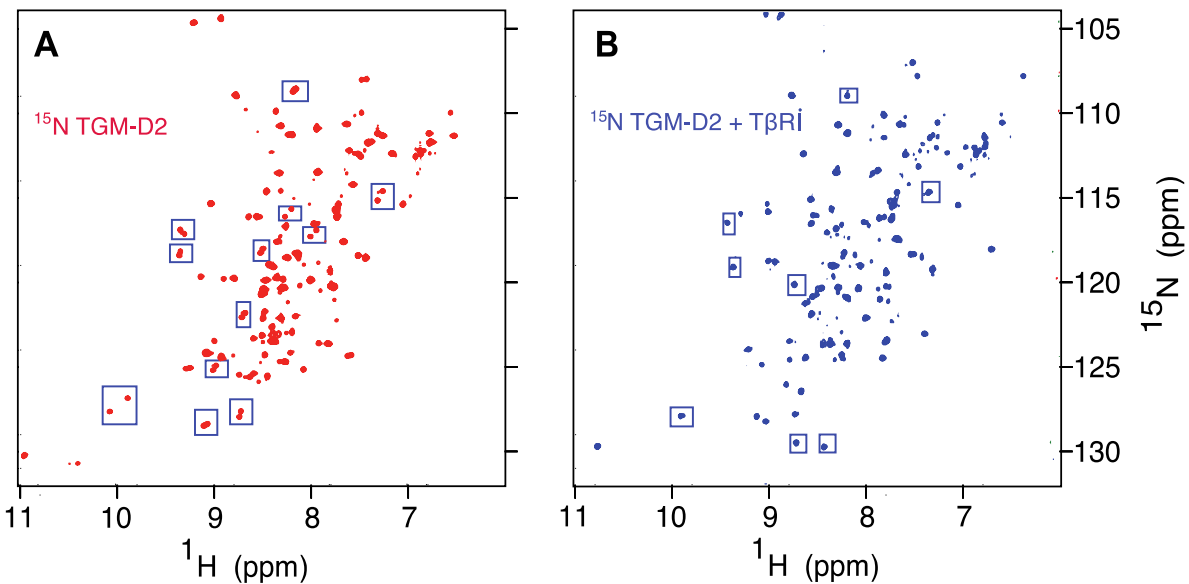 A
B
¹⁵N TGM-D2
¹⁵N TGM-D2 + TβRI
105
110
115
120
125
130
¹⁵N (ppm)
11 10 9 8 7
11 10 9 8 7
¹H (ppm)
¹H (ppm)